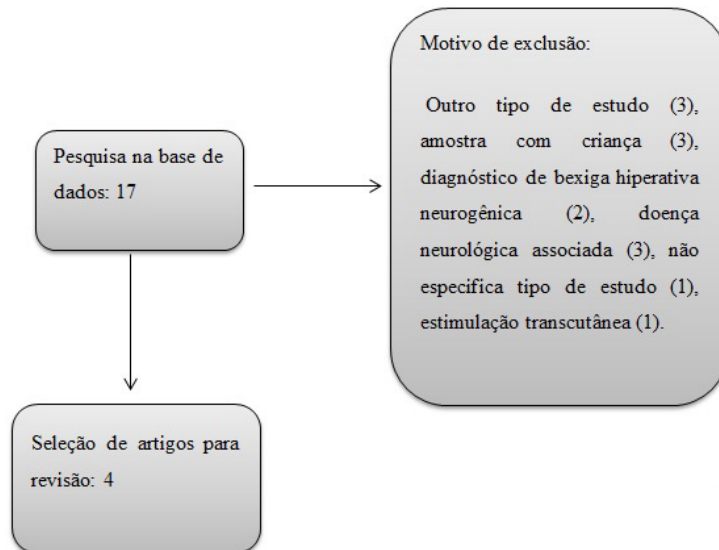 Pesquisa na base de
dados: 17
Motivo de exclusão:
Outro tipo de estudo (3),
amostra com criança (3),
diagnóstico de bexiga hiperativa
neurogênica (2), doença
neurológica associada (3), não
especifica tipo de estudo (1),
estimulação transcutânea (1).
Seleção de artigos para
revisão: 4